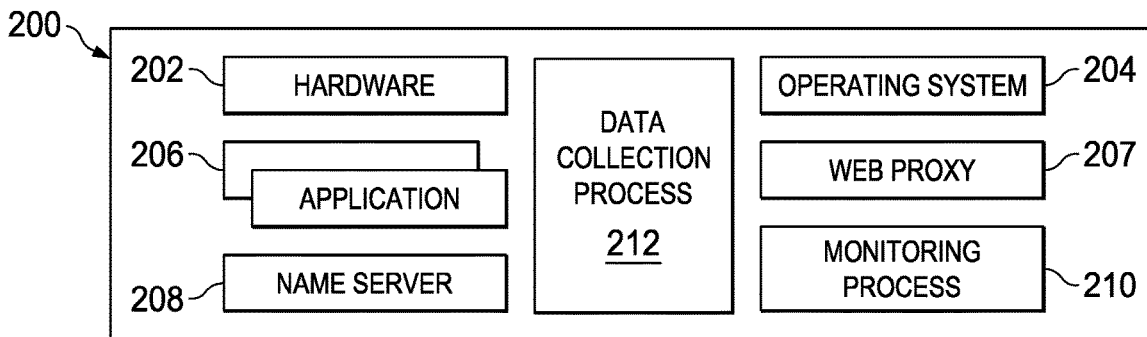 200
202
HARDWARE
206
APPLICATION
208
NAME SERVER
DATA
COLLECTION
PROCESS
212
OPERATING SYSTEM
204
WEB PROXY
207
MONITORING
PROCESS
210